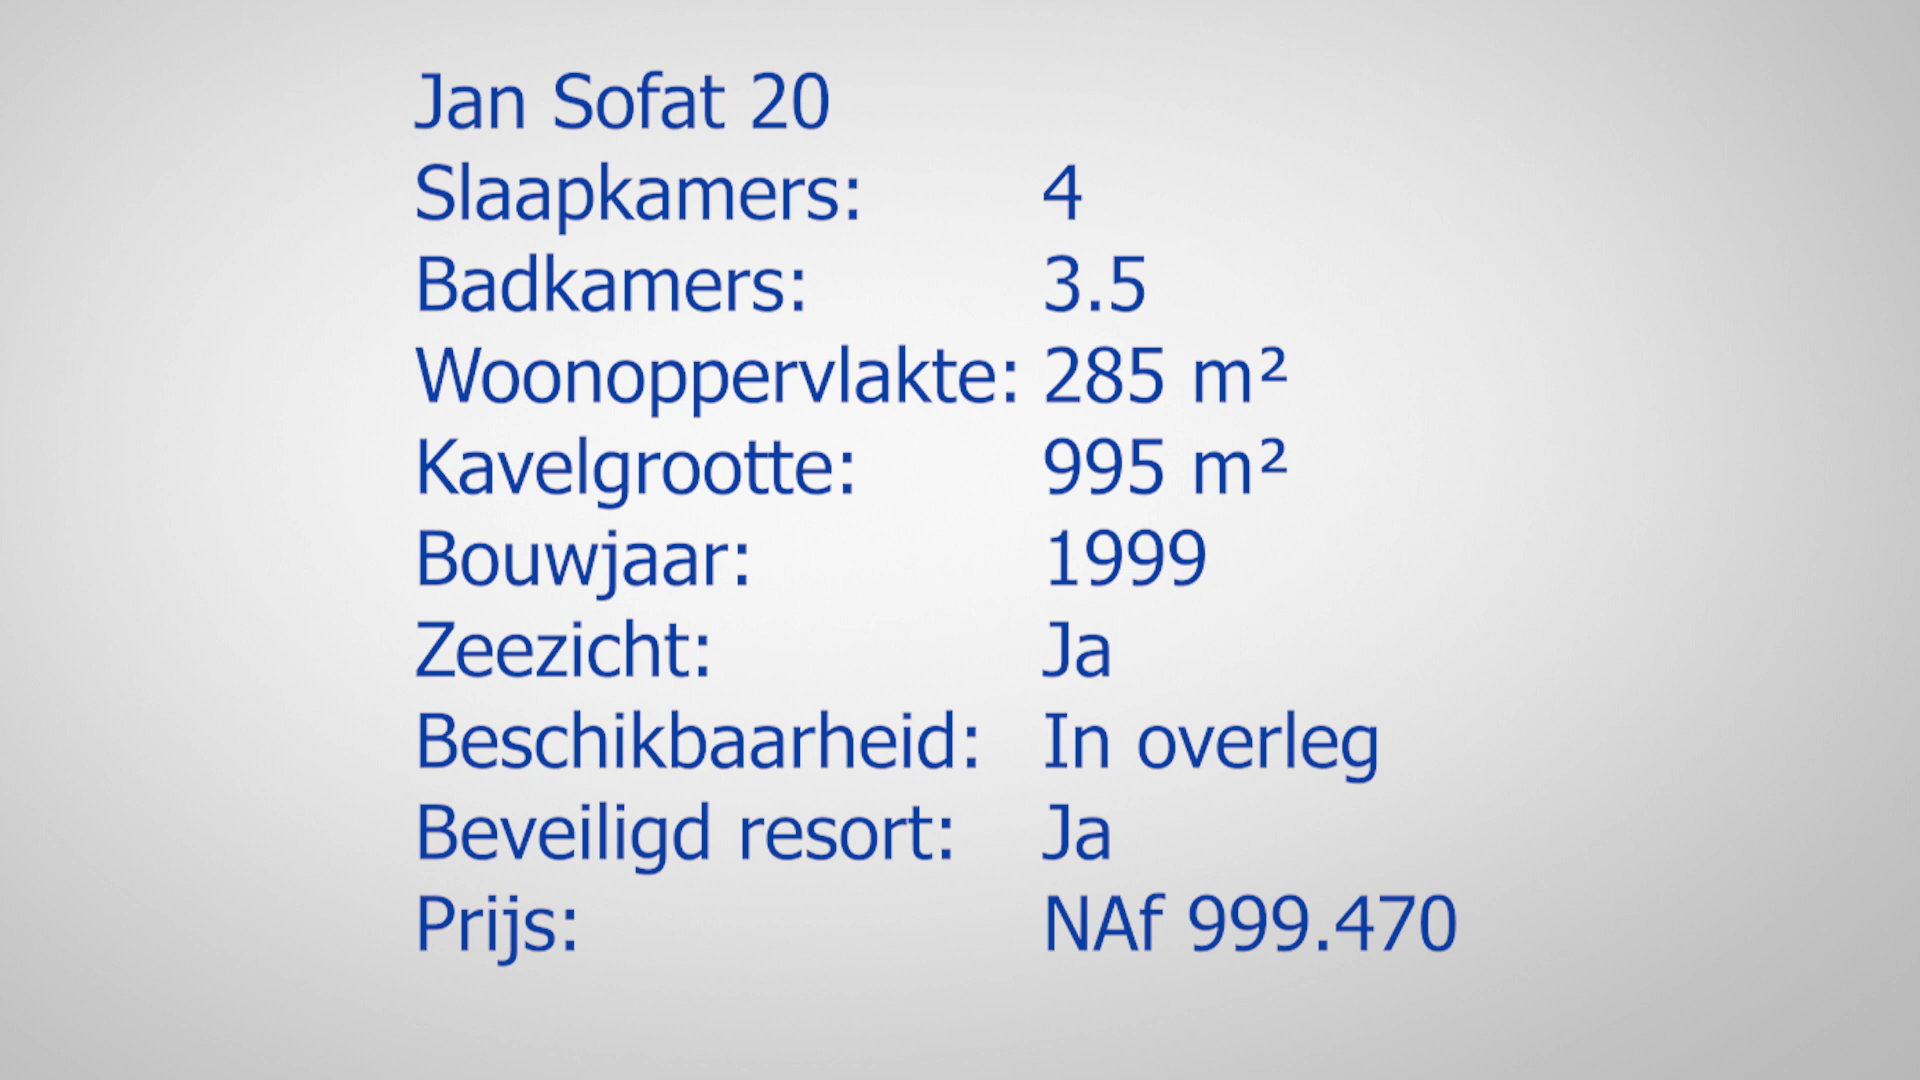 Jan Sofat 20
Slaapkamers: 4
Badkamers: 3.5
Woonoppervlakte: 285 m²
Kavelgrootte: 995 m²
Bouwjaar: 1999
Zeezicht: Ja
Beschikbaarheid: In overleg
Beveiligd resort: Ja
Prijs: NAf 999.470